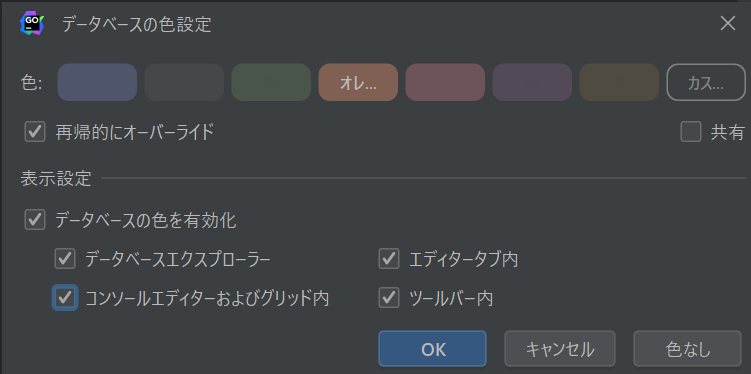 GO データベースの色設定
色: オレ... カス...
再帰的にオーバーライド 共有
表示設定
データベースの色を有効化
データベースエクスプローラー エディタータブ内
コンソールエディターおよびグリッド内 ツールバー内
OK キャンセル 色なし